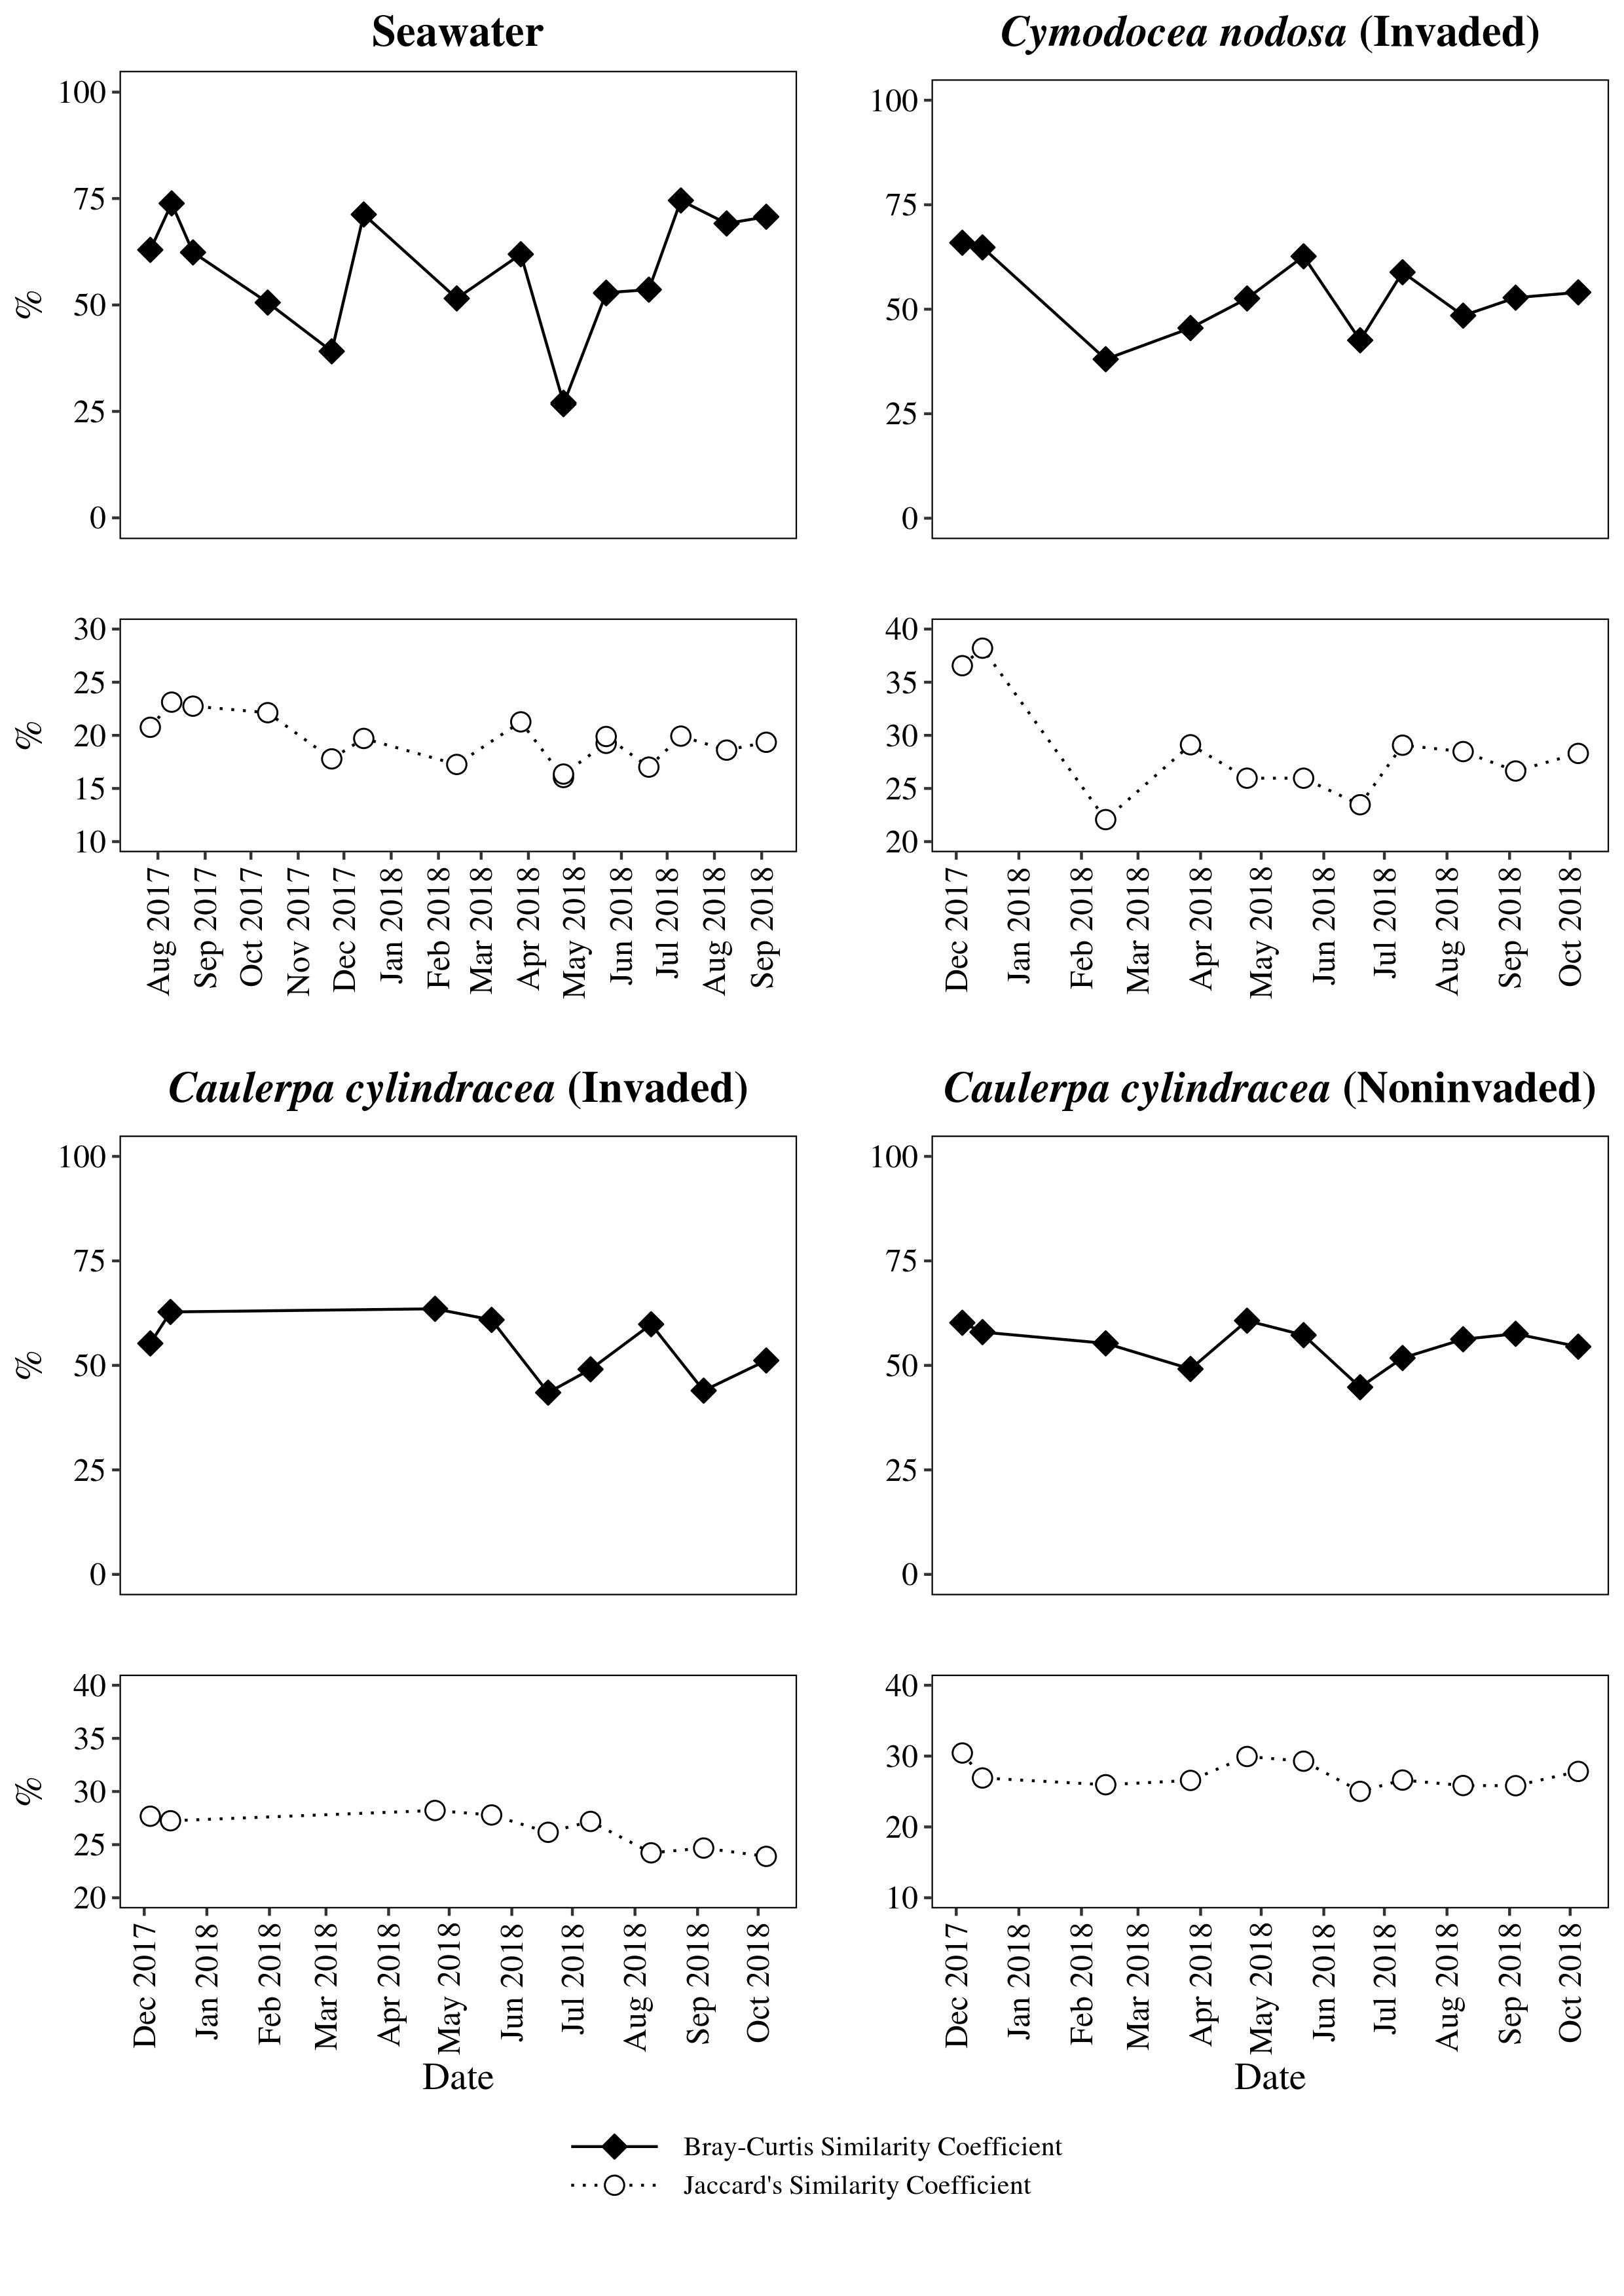 Seawater
100
75
50
25
0
%
30
25
20
15
10
%
Aug 2017
Sep 2017
Oct 2017
Nov 2017
Dec 2017
Jan 2018
Feb 2018
Mar 2018
Apr 2018
May 2018
Jun 2018
Jul 2018
Aug 2018
Sep 2018
Cymodocea nodosa (Invaded)
100
75
50
25
0
40
35
30
25
20
Dec 2017
Jan 2018
Feb 2018
Mar 2018
Apr 2018
May 2018
Jun 2018
Jul 2018
Aug 2018
Sep 2018
Oct 2018
Caulerpa cylindracea (Invaded)
100
75
50
25
0
%
40
35
30
25
20
%
Dec 2017
Jan 2018
Feb 2018
Mar 2018
Apr 2018
May 2018
Jun 2018
Jul 2018
Aug 2018
Sep 2018
Oct 2018
Date
Caulerpa cylindracea (Noninvaded)
100
75
50
25
0
40
30
20
10
Dec 2017
Jan 2018
Feb 2018
Mar 2018
Apr 2018
May 2018
Jun 2018
Jul 2018
Aug 2018
Sep 2018
Oct 2018
Date
Bray-Curtis Similarity Coefficient
Jaccard's Similarity Coefficient